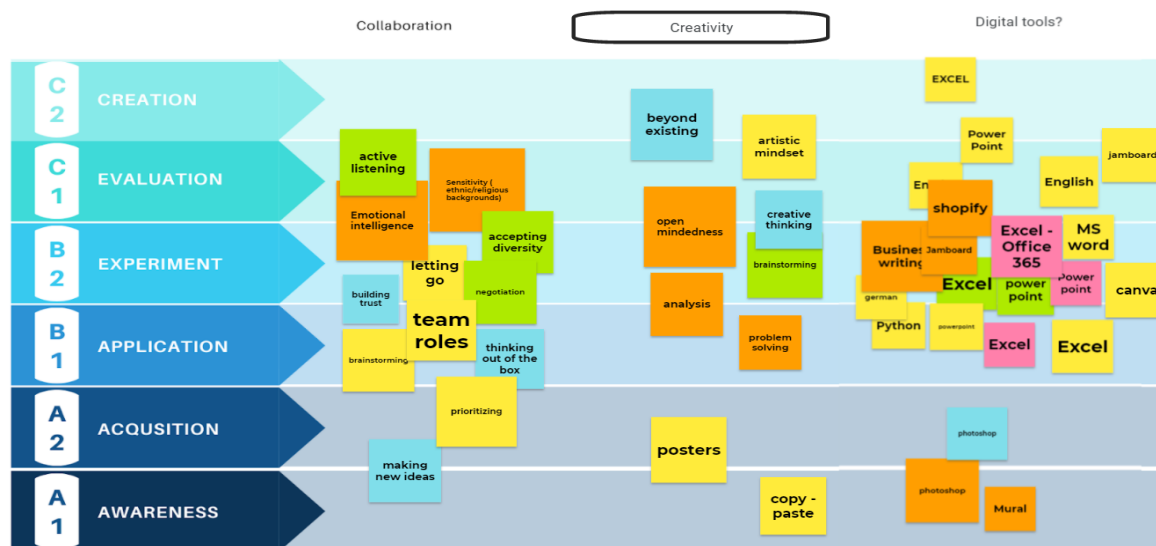 Collaboration
Creativity
Digital tools?
C
2
CREATION
C
1
EVALUATION
B
2
EXPERIMENT
B
1
APPLICATION
A
2
ACQUSITION
A
1
AWARENESS
active
listening
Sensitivity (
ethnic/religious
backgrounds)
Emotional
intelligence
accepting
diversity
letting
go
building
trust
negotiation
team
roles
brainstorming
thinking
out of the
box
prioritizing
making
new ideas
beyond
existing
artistic
mindset
open
mindedness
creative
thinking
brainstorming
analysis
problem
solving
posters
copy -
paste
EXCEL
Power
Point
jamboard
English
shopify
Business
writing
Jamboard
Excel -
Office
365
MS
word
Excel
power
point
Power
point
canva
german
Python
powerpoint
Excel
Excel
photoshop
photoshop
Mural